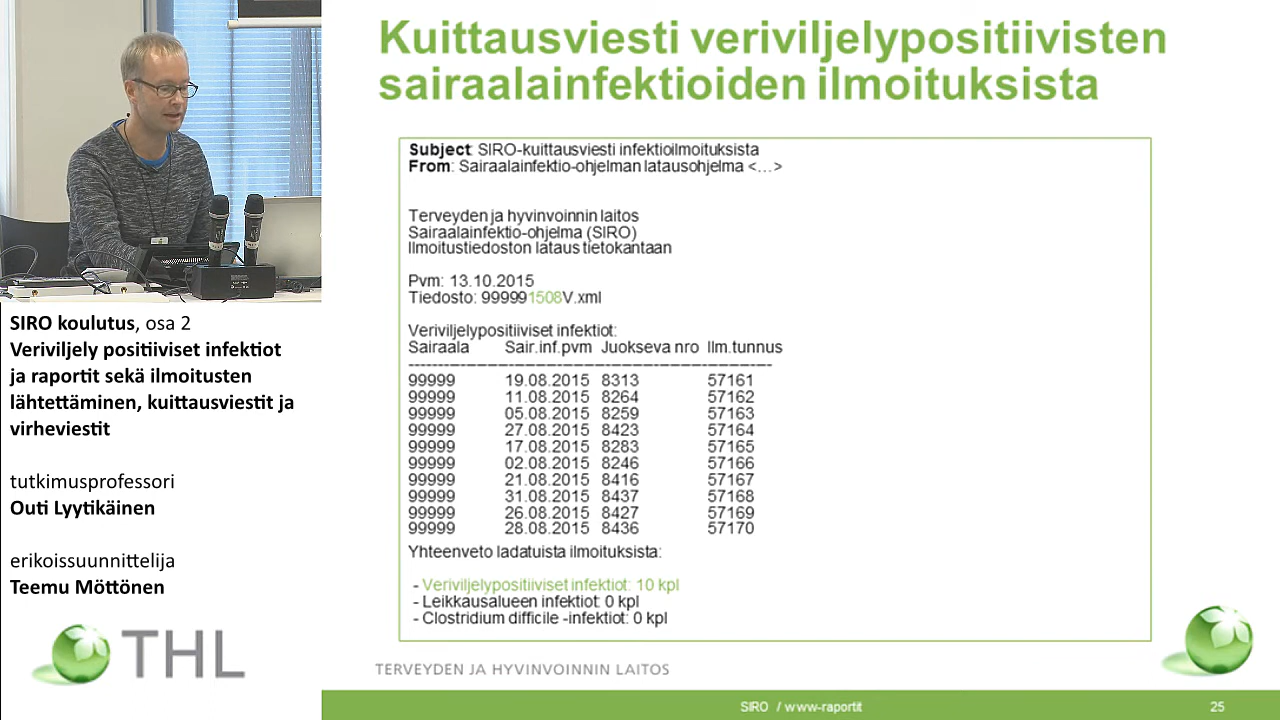 Kuittausviesti veriviljelypositiivisten
sairaalainfektioiden ilmoituksista
Subject: SIRO-kuittausviesti infektioilmoituksista
From: Sairaalainfektio-ohjelman latausohjelma <...>
Terveyden ja hyvinvoinnin laitos
Sairaalainfektio-ohjelma (SIRO)
Ilmoitustiedoston lataus tietokantaan
Pvm: 13.10.2015
Tiedosto: 999991508V.xml
Veriviljelypositiiviset infektiot:
Sairaala Sair.inf.pvm Juokseva nro Ilm.tunnus
99999 19.08.2015 8313 57161
99999 11.08.2015 8264 57162
99999 05.08.2015 8259 57163
99999 27.08.2015 8423 57164
99999 17.08.2015 8283 57165
99999 02.08.2015 8246 57166
99999 21.08.2015 8416 57167
99999 31.08.2015 8437 57168
99999 26.08.2015 8427 57169
99999 28.08.2015 8436 57170
Yhteenveto ladatuista ilmoituksista:
- Veriviljelypositiiviset infektiot: 10 kpl
- Leikkausalueen infektiot: 0 kpl
- Clostridium difficile -infektiot: 0 kpl
TERVEYDEN JA HYVINVOINNIN LAITOS
SIRO / www-raportit 25
SIRO koulutus, osa 2
Veriviljely positiiviset infektiot
ja raportit sekä ilmoitusten
lähtettäminen, kuittausviestit ja
virheviestit
tutkimusprofessori
Outi Lyytikäinen
erikoissuunnittelija
Teemu Möttönen
THL